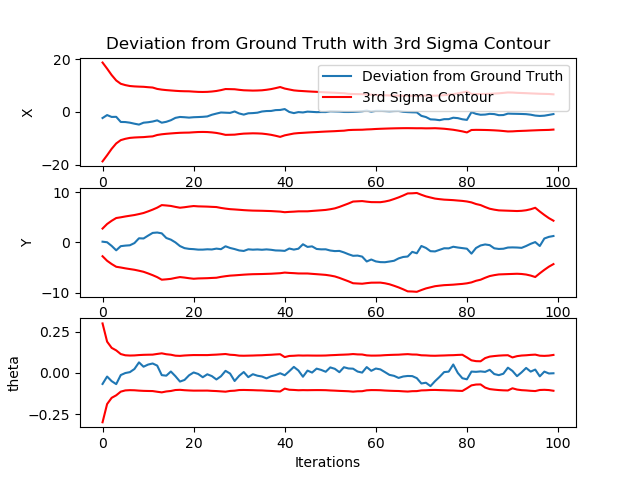 Deviation from Ground Truth with 3rd Sigma Contour
20
0
−20
X
Deviation from Ground Truth
3rd Sigma Contour
0 20 40 60 80 100
10
0
−10
Y
0 20 40 60 80 100
0.25
0.00
−0.25
theta
0 20 40 60 80 100
Iterations